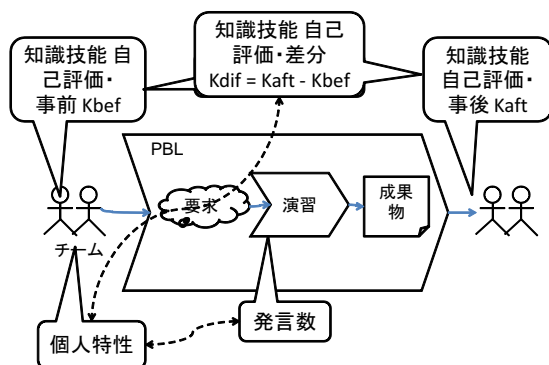 知識技能 自
己評価・
事前 Kbef
知識技能 自己
評価・差分
Kdif = Kaft - Kbef
知識技能
自己評価・
事後 Kaft
PBL
要求
演習
成果
物
チーム
個人特性
発言数